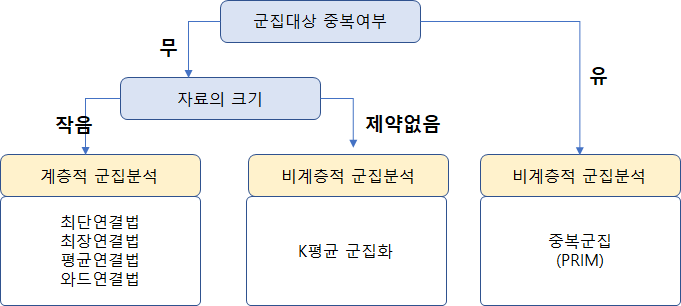 군집대상 중복여부
무
유
자료의 크기
작음
제약없음
계층적 군집분석
비계층적 군집분석
비계층적 군집분석
최단연결법
최장연결법
평균연결법
와드연결법
K평균 군집화
중복군집
(PRIM)